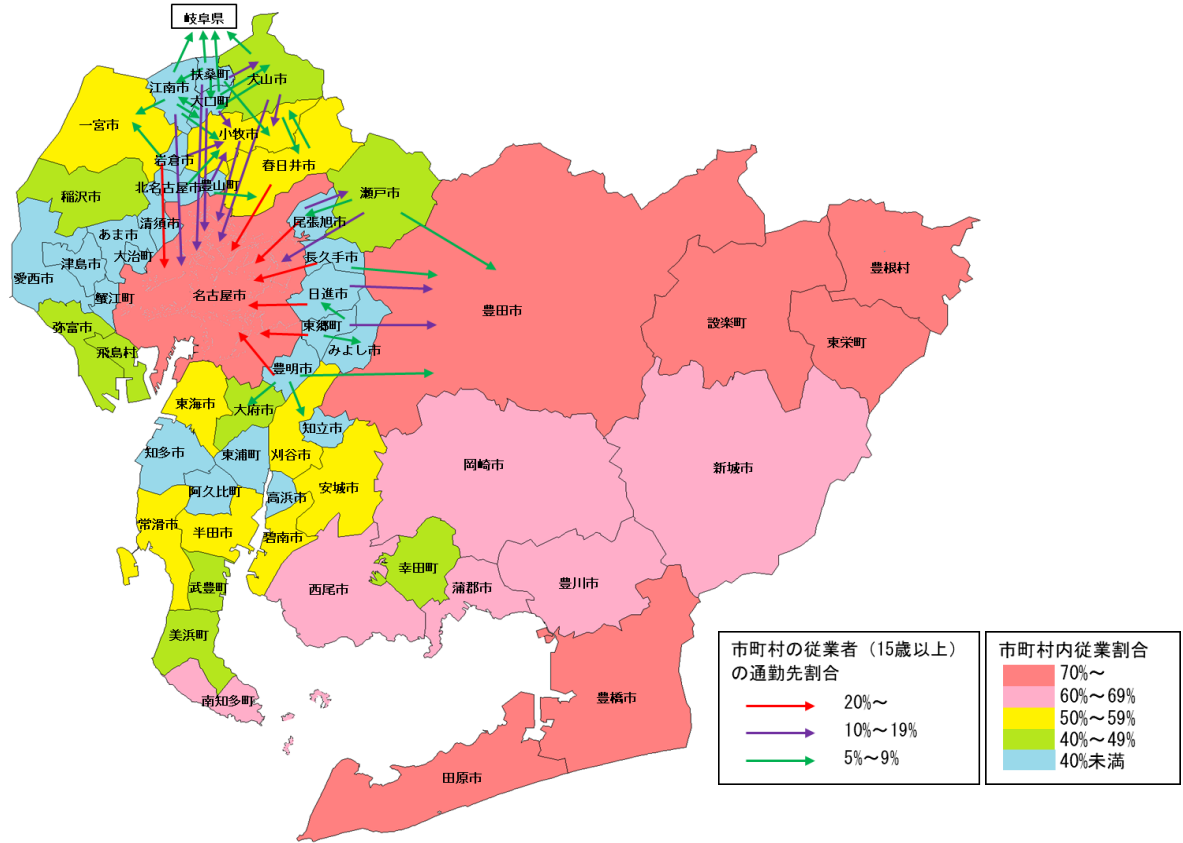 岐阜県
扶桑町
犬山市
江南市
大口町
一宮市
小牧市
岩倉市
春日井市
北名古屋市
豊山町
稲沢市
瀬戸市
清須市
尾張旭市
あま市
大治町
長久手市
津島市
愛西市
蟹江町
名古屋市
日進市
豊田市
豊根村
弥富市
東郷町
設楽町
飛島村
みよし市
東栄町
豊明市
東海市
大府市
知立市
知多市
東浦町
刈谷市
岡崎市
新城市
阿久比町
高浜市
安城市
常滑市
半田市
碧南市
武豊町
西尾市
幸田町
蒲郡市
豊川市
美浜町
南知多町
豊橋市
田原市
市町村の従業者（15歳以上）
の通勤先割合
20%～
10%～19%
5%～9%
市町村内従業割合
70%～
60%～69%
50%～59%
40%～49%
40%未満